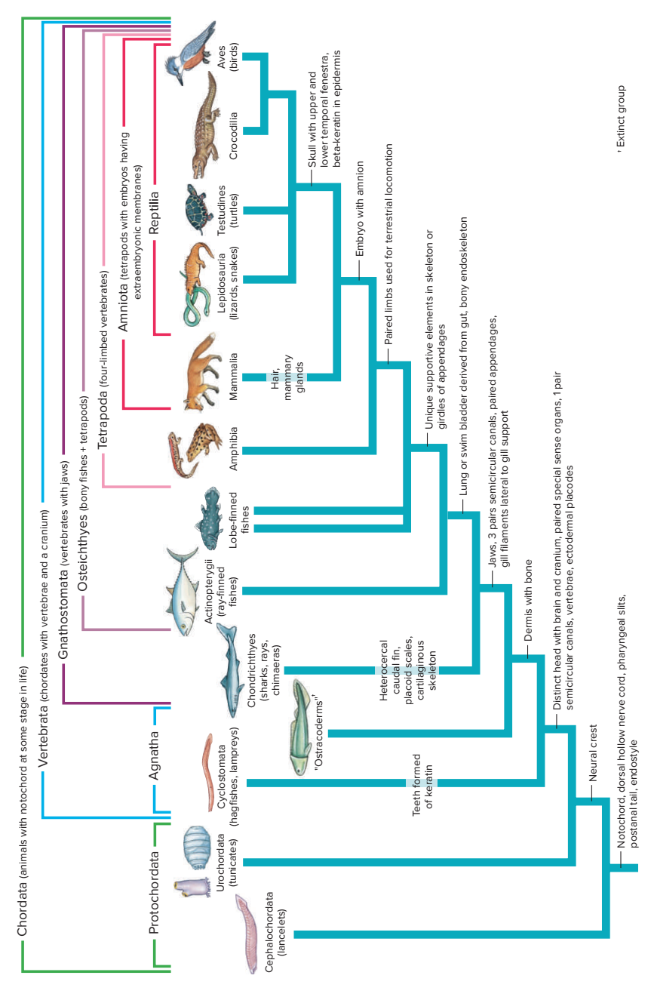 Chordata (animals with notochord at some stage in life)
Vertebrata (chordates with vertebrae and a cranium)
Gnathostomata (vertebrates with jaws)
Osteichthyes (bony fishes + tetrapods)
Tetrapoda (four-limbed vertebrates)
Amniota (tetrapods with embryos having
extraembryonic membranes)
Protochordata
Agnatha
Reptilia
Cephalochordata
(lancelets)
Urochordata
(tunicates)
Cyclostomata
(hagfishes, lampreys)
"Ostracoderms"†
Chondrichthyes
(sharks, rays,
chimaeras)
Actinopterygii
(ray-finned
fishes)
Lobe-finned
fishes
Amphibia
Mammalia
Lepidosauria
(lizards, snakes)
Testudines
(turtles)
Crocodilia
Aves
(birds)
Hair,
mammary
glands
Heterocercal
caudal fin,
placoid scales,
cartilaginous
skeleton
Teeth formed
of keratin
Skull with upper and
lower temporal fenestra,
beta-keratin in epidermis
Embryo with amnion
Paired limbs used for terrestrial locomotion
Unique supportive elements in skeleton or
girdles of appendages
Lung or swim bladder derived from gut, bony endoskeleton
Jaws, 3 pairs semicircular canals, paired appendages,
gill filaments lateral to gill support
Dermis with bone
Distinct head with brain and cranium, paired special sense organs, 1 pair
semicircular canals, vertebrae, ectodermal placodes
Neural crest
Notochord, dorsal hollow nerve cord, pharyngeal slits,
postanal tail, endostyle
† Extinct group